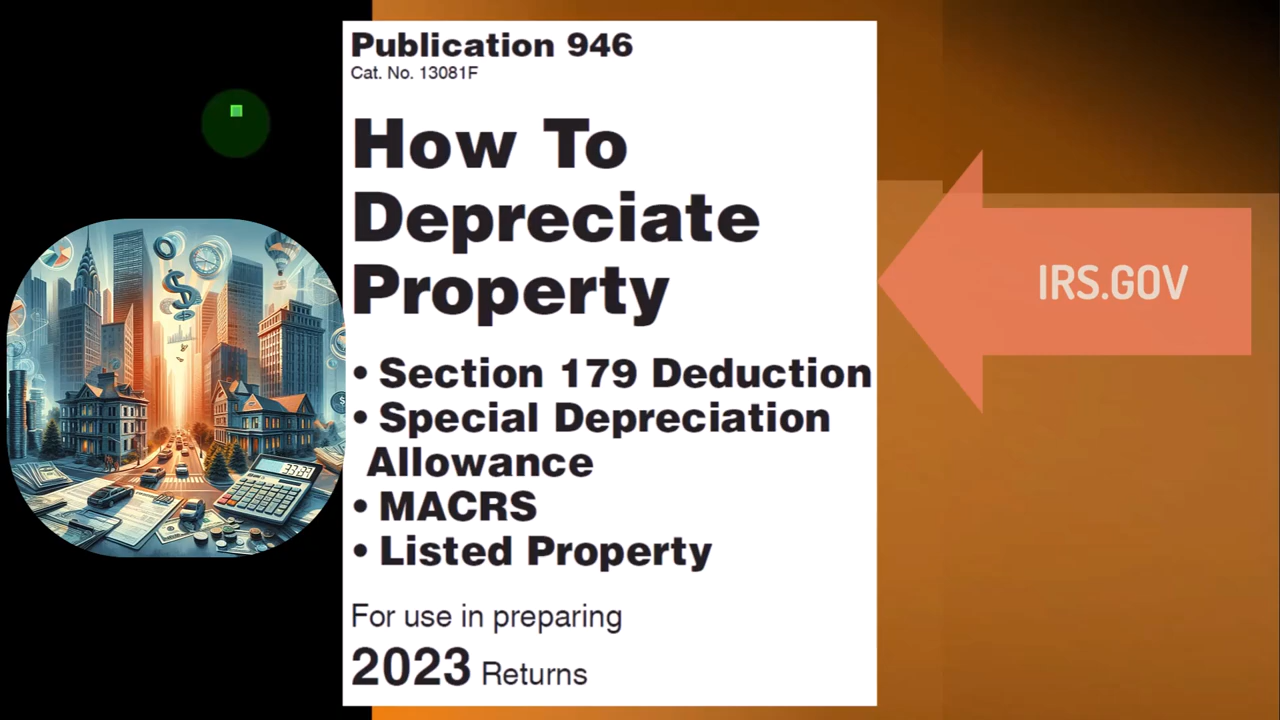 Publication 946
Cat. No. 13081F
How To
Depreciate
Property
• Section 179 Deduction
• Special Depreciation
Allowance
• MACRS
• Listed Property
For use in preparing
2023 Returns
IRS.GOV